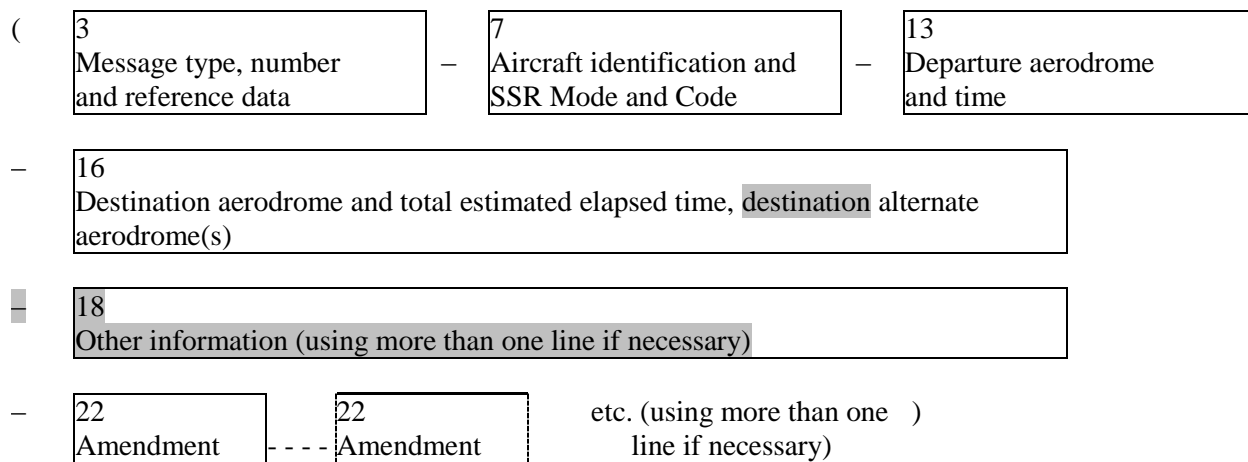 ( 3 7 13
Message type, number – Aircraft identification and – Departure aerodrome
and reference data SSR Mode and Code and time
– 16
Destination aerodrome and total estimated elapsed time, destination alternate
aerodrome(s)
– 18
Other information (using more than one line if necessary)
– 22 22 etc. (using more than one )
Amendment - - - - Amendment line if necessary)